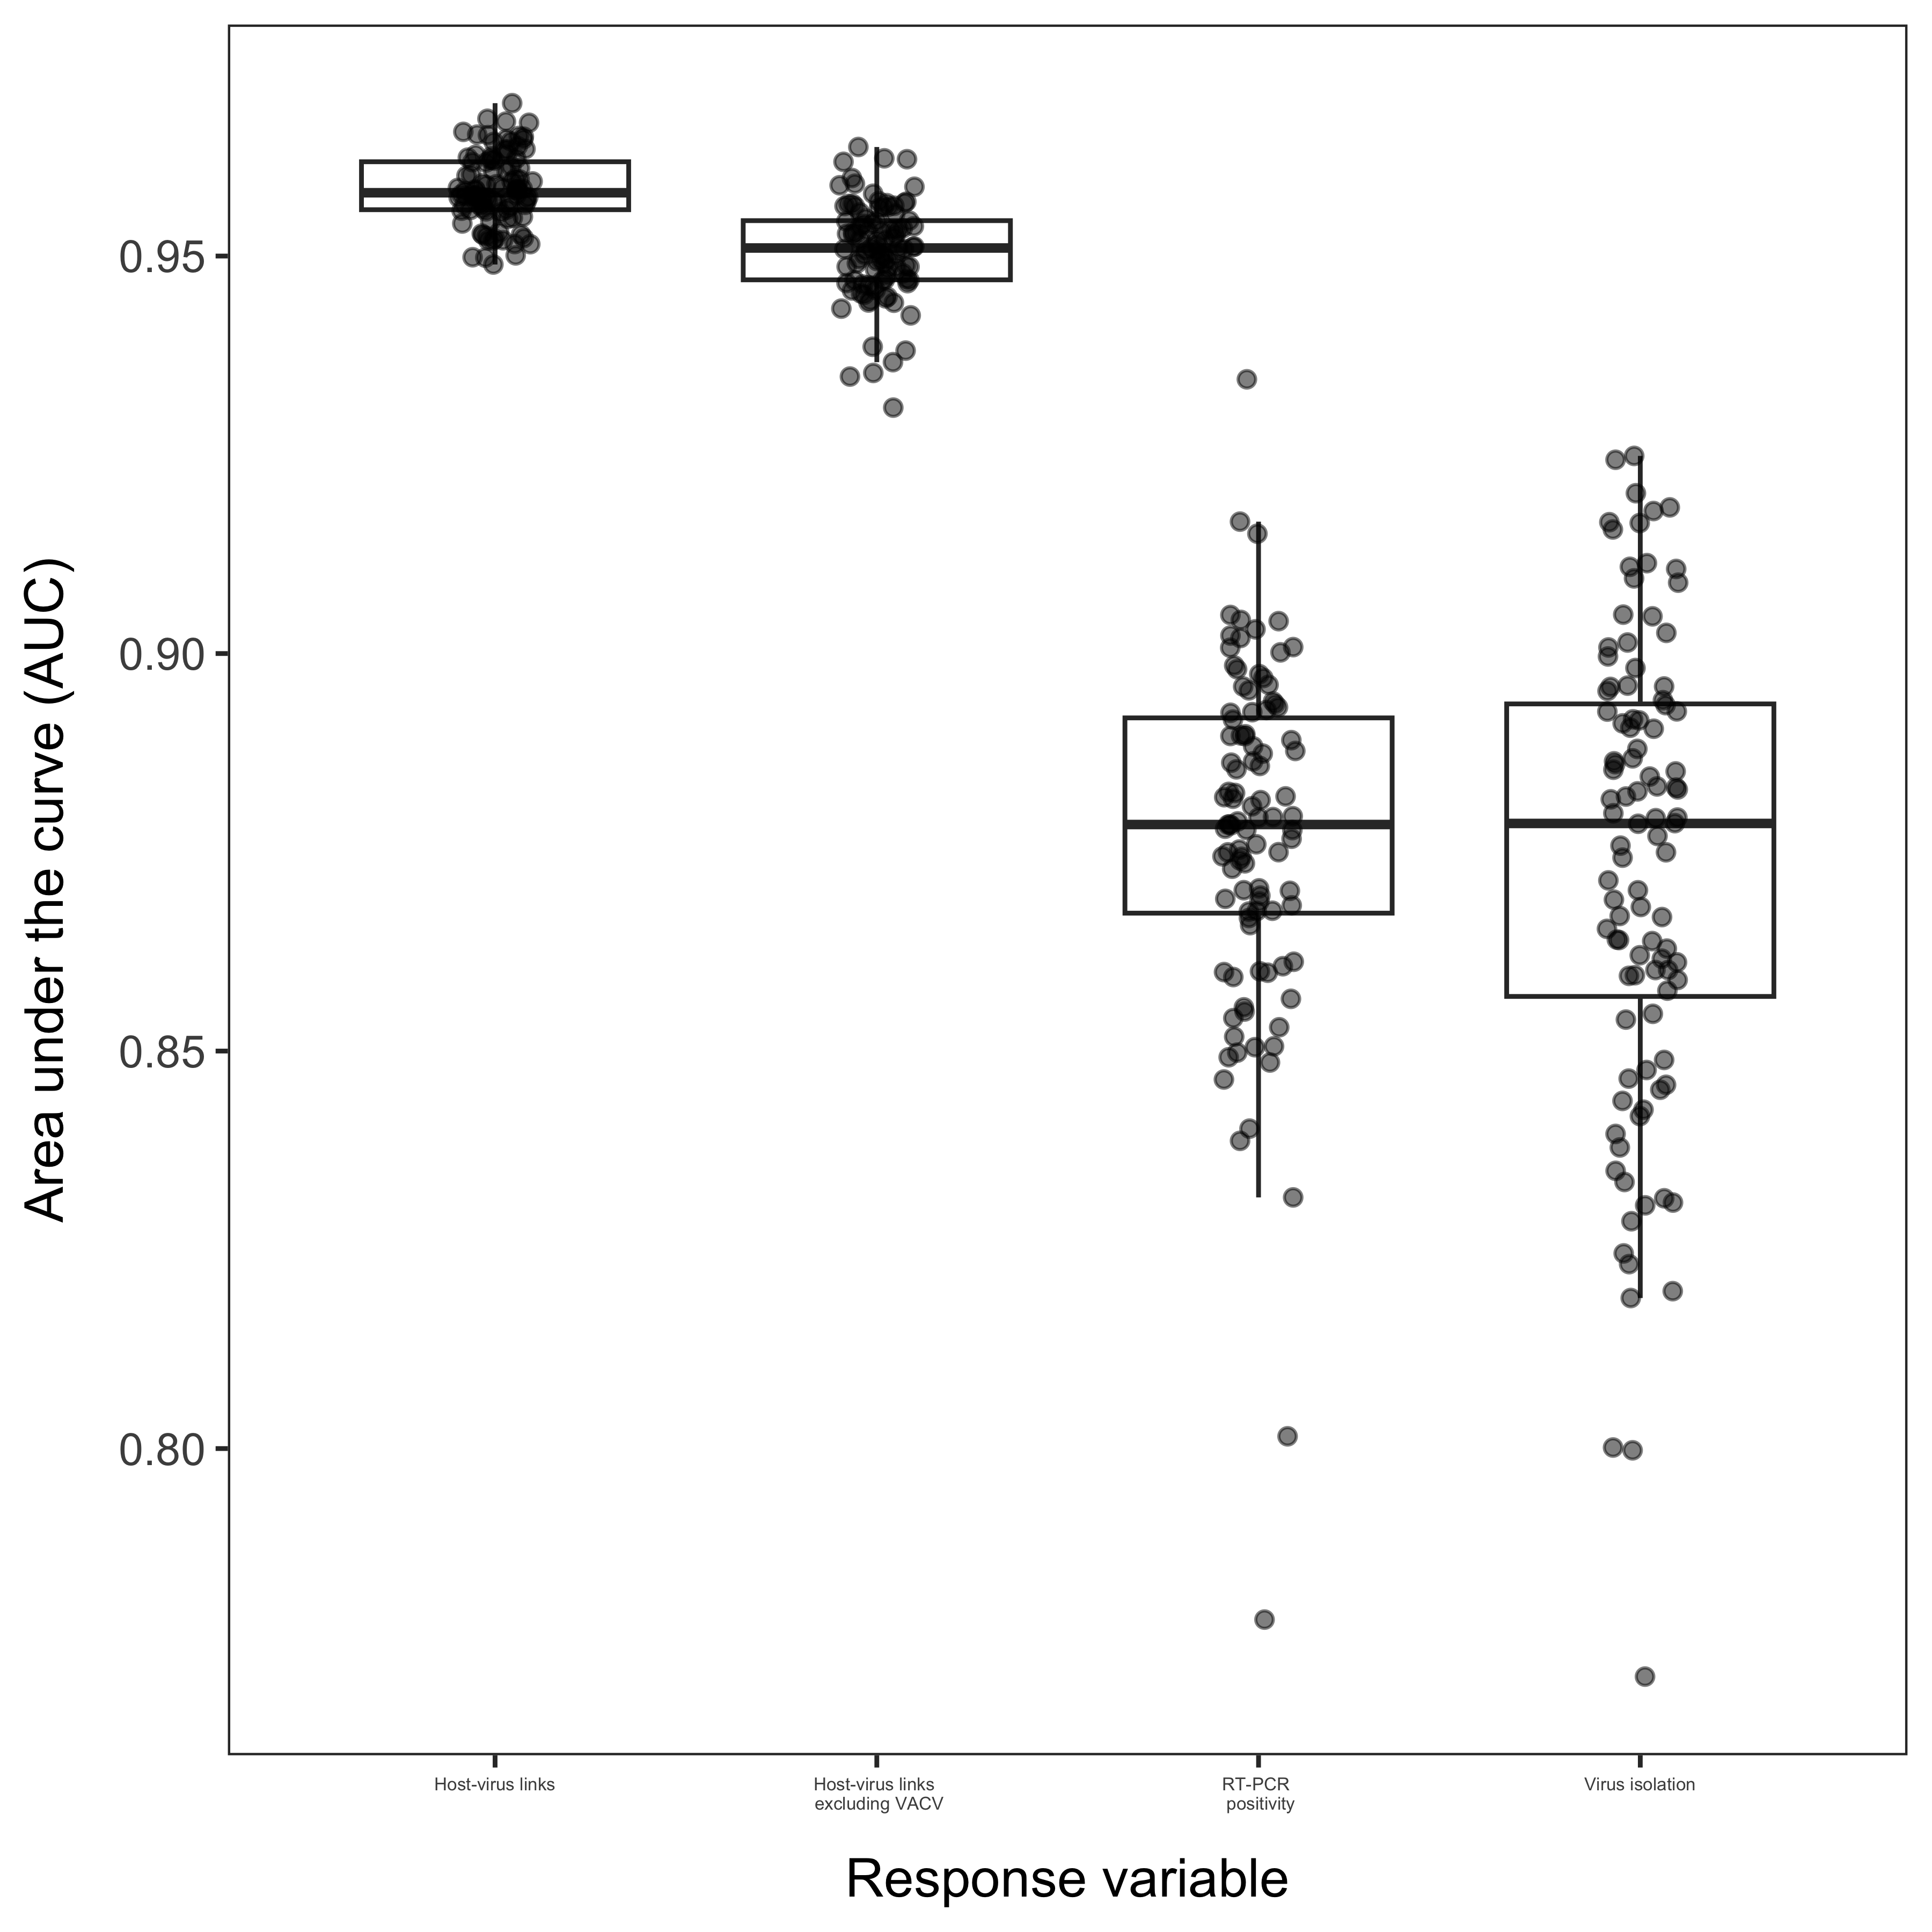 Area under the curve (AUC)
0.95
0.90
0.85
0.80
Host-virus links
Host-virus links
excluding VACV
RT-PCR
positivity
Virus isolation
Response variable